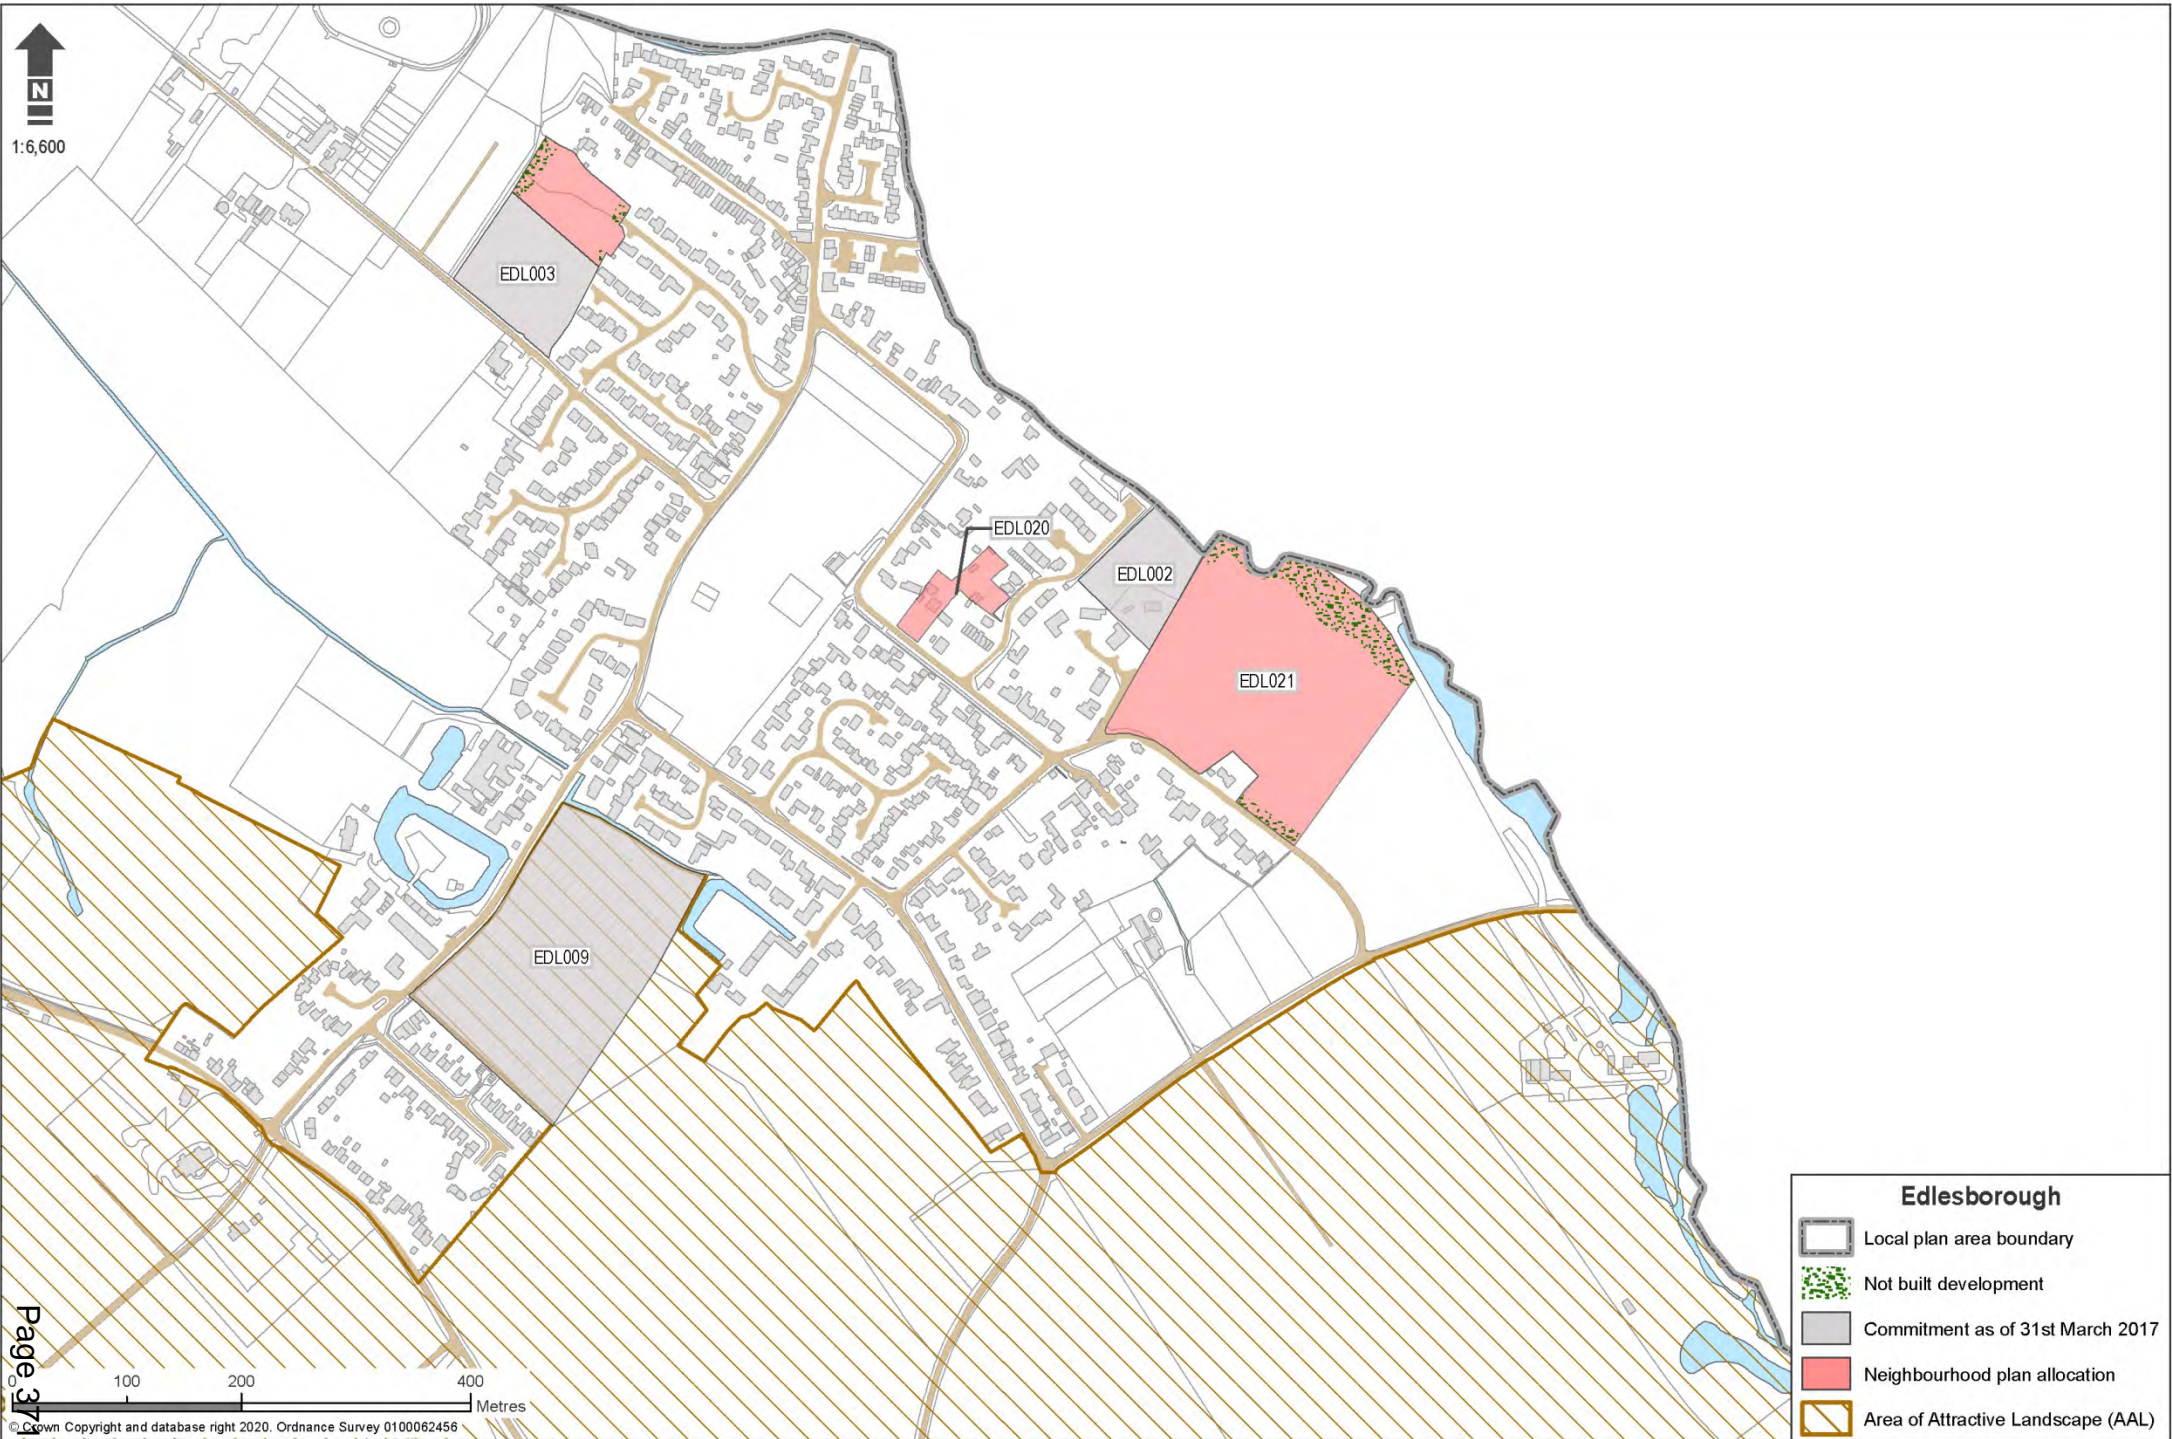 N
1:6,600
EDL003
EDL020
EDL002
EDL021
EDL009
Edlesborough
Local plan area boundary
Not built development
Commitment as of 31st March 2017
Neighbourhood plan allocation
Area of Attractive Landscape (AAL)
0 100 200 400
Metres
© Crown Copyright and database right 2020. Ordnance Survey 0100062456
Page 371